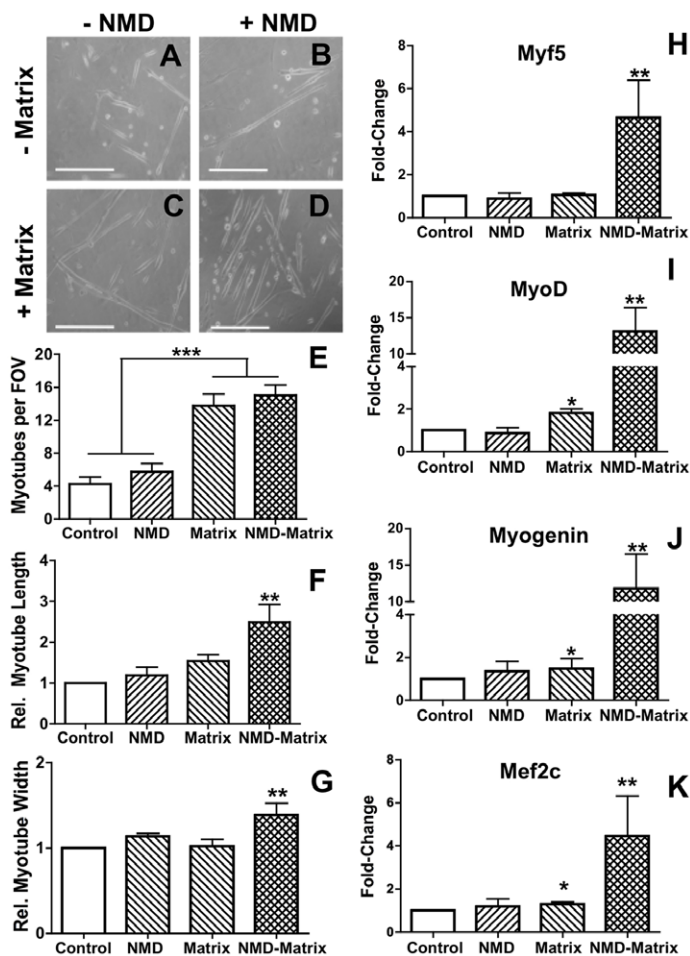 - NMD + NMD
- Matrix
A B
+ Matrix
C D
E
Myotubes per FOV
20
16
12
8
4
0
***
Control NMD Matrix NMD-Matrix
F
Rel. Myotube Length
4
3
2
1
0
**
Control NMD Matrix NMD-Matrix
G
Rel. Myotube Width
2
1
0
**
Control NMD Matrix NMD-Matrix
H
Myf5
Fold-Change
8
6
4
2
0
**
Control NMD Matrix NMD-Matrix
I
MyoD
Fold-Change
20
15
10
4
2
0
*
**
Control NMD Matrix NMD-Matrix
J
Myogenin
Fold-Change
20
15
10
4
2
0
*
**
Control NMD Matrix NMD-Matrix
K
Mef2c
Fold-Change
8
6
4
2
0
*
**
Control NMD Matrix NMD-Matrix